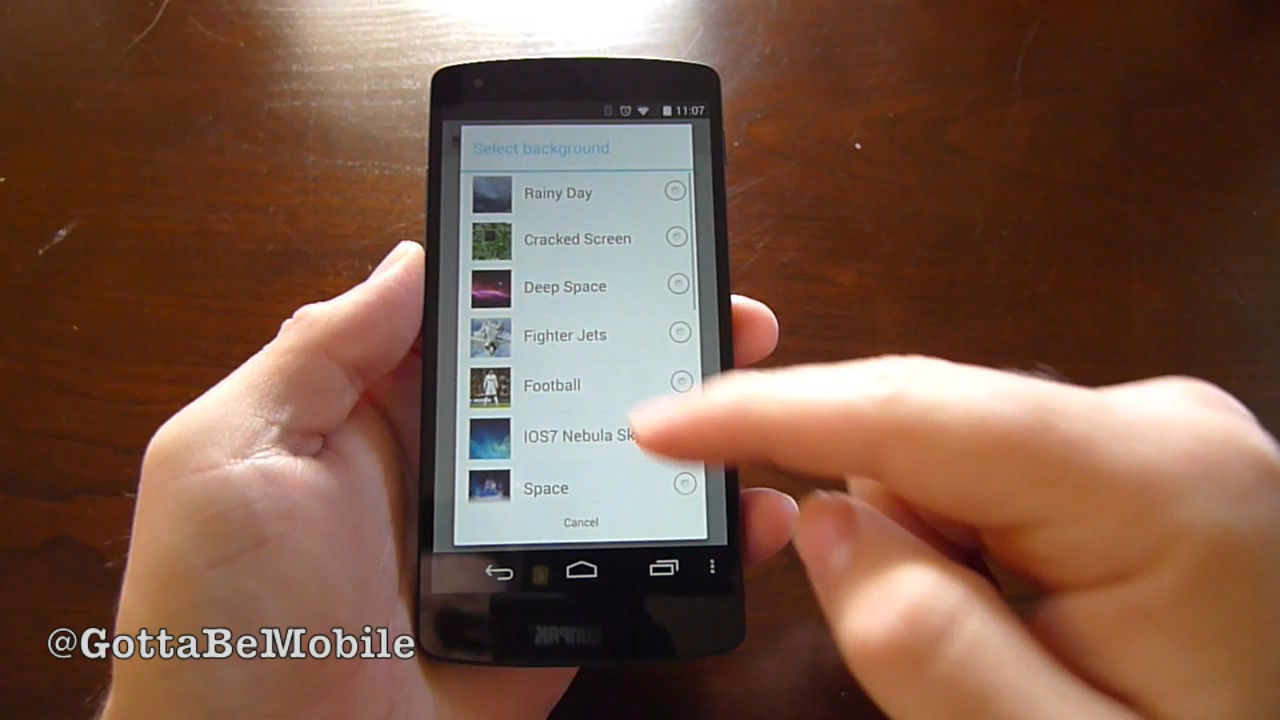 11:07
Select background
Rainy Day
Cracked Screen
Deep Space
Fighter Jets
Football
IOS7 Nebula Sk
Space
Cancel
@GottaBeMobile